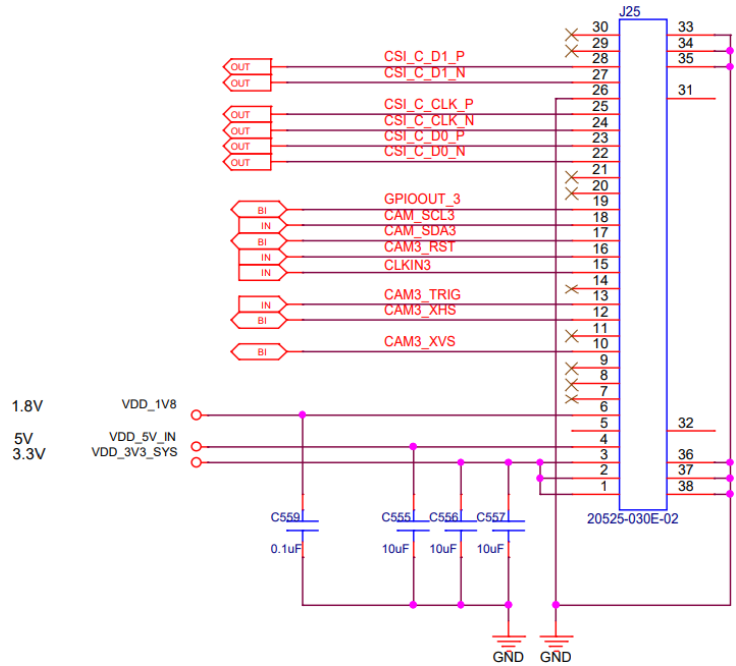 J25
30 33
29 34
OUT CSI_C_D1_P 28 35
OUT CSI_C_D1_N 27
26 31
OUT CSI_C_CLK_P 25
OUT CSI_C_CLK_N 24
OUT CSI_C_D0_P 23
OUT CSI_C_D0_N 22
21
20
BI GPIOOUT_3 19
IN CAM_SCL3 18
BI CAM_SDA3 17
IN CAM3_RST 16
IN CLKIN3 15
14
IN CAM3_TRIG 13
BI CAM3_XHS 12
11
BI CAM3_XVS 10
9
8
7
1.8V VDD_1V8 6
5 32
5V VDD_5V_IN 4
3.3V VDD_3V3_SYS 3 36
2 37
1 38
C559 C555 C556 C557 20525-030E-02
0.1uF 10uF 10uF 10uF
GND GND